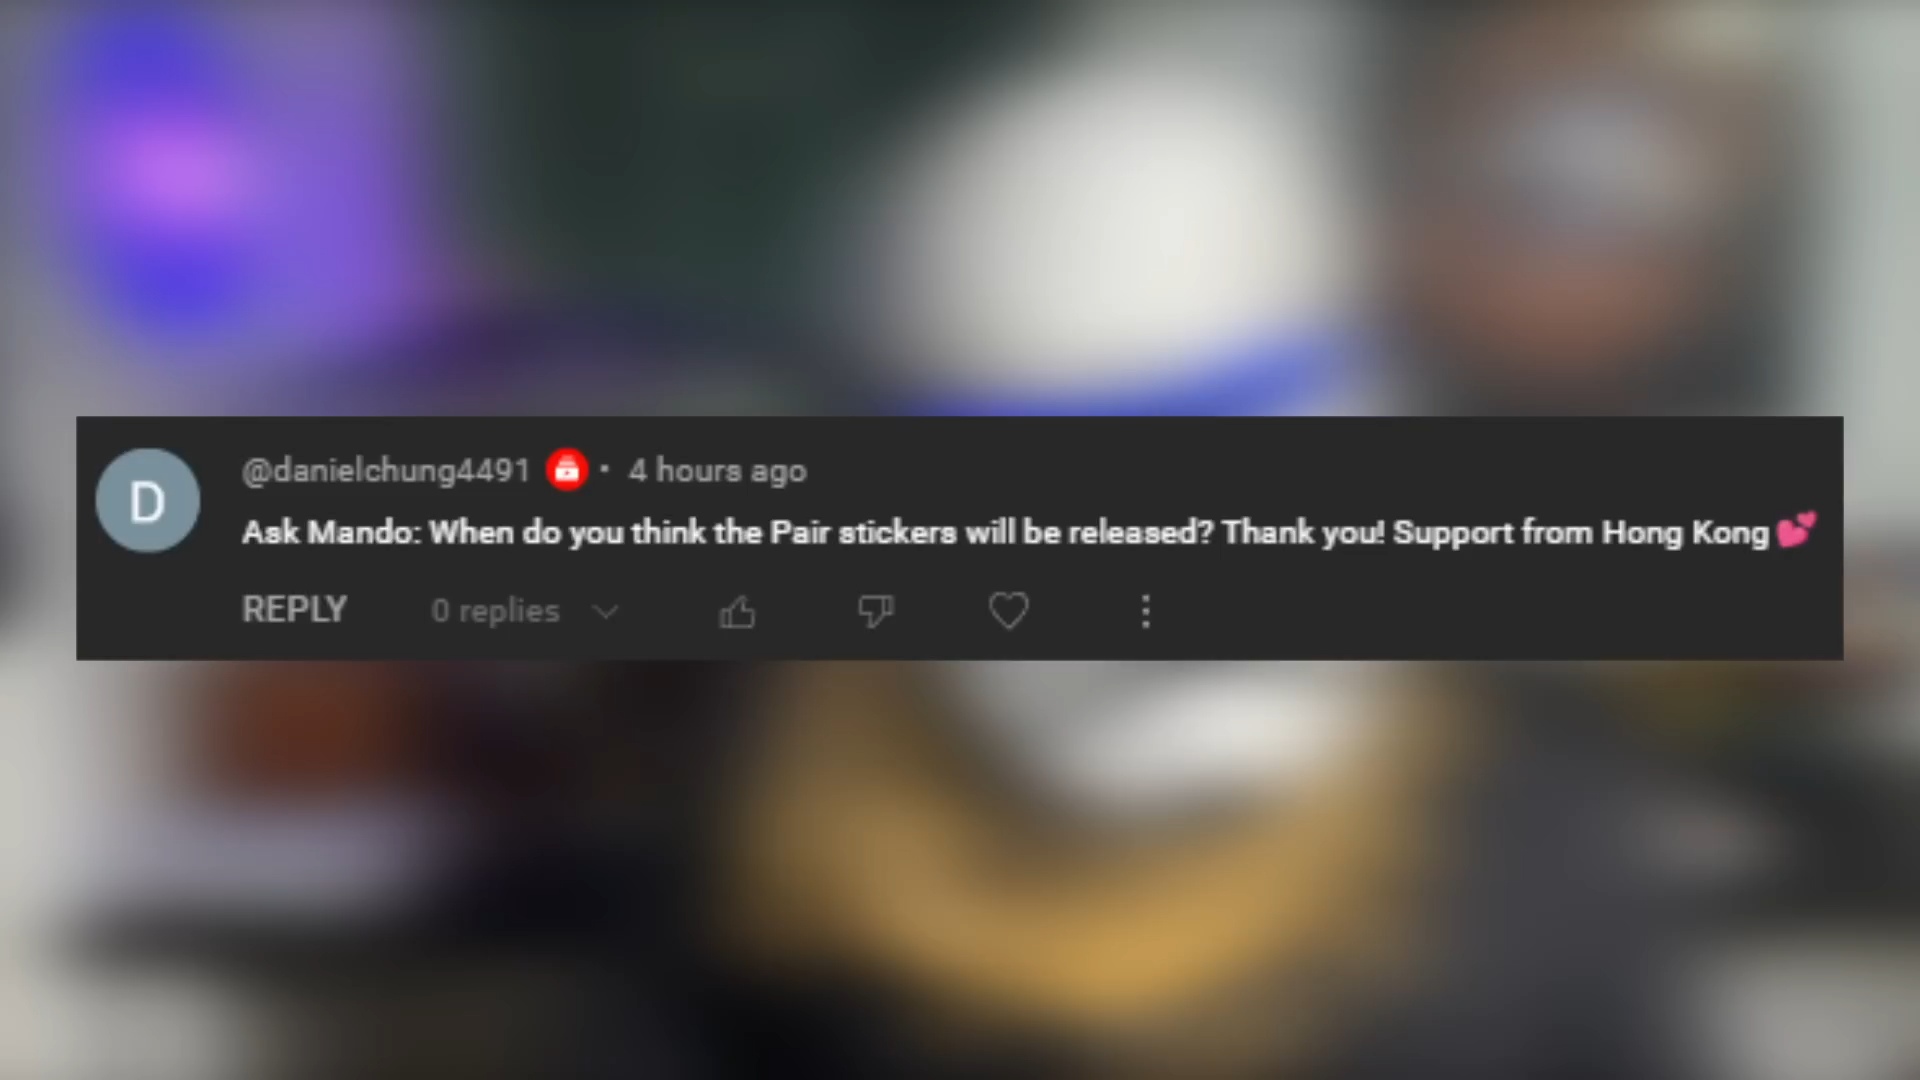 D
@danielchung4491 • 4 hours ago
Ask Mando: When do you think the Pair stickers will be released? Thank you! Support from Hong Kong 💕
REPLY 0 replies